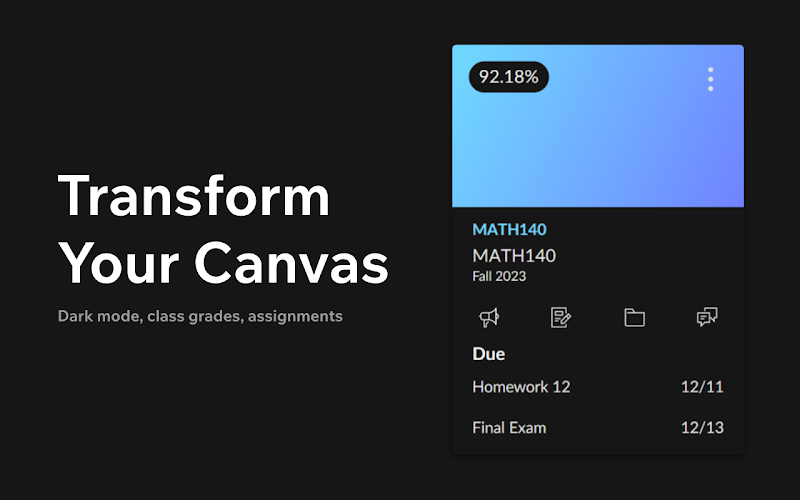 Transform
Your Canvas
Dark mode, class grades, assignments
92.18%
MATH140
MATH140
Fall 2023
Due
Homework 12 12/11
Final Exam 12/13